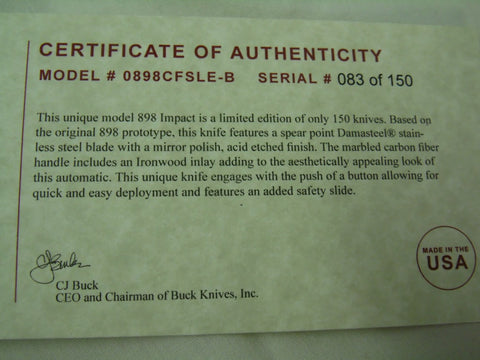 CERTIFICATE OF AUTHENTICITY
MODEL # 0898CFSLE-B SERIAL # 083 of 150
This unique model 898 Impact is a limited edition of only 150 knives. Based on
the original 898 prototype, this knife features a spear point Damasteel® stain-
less steel blade with a mirror polish, acid etched finish. The marbled carbon fiber
handle includes an Ironwood inlay adding to the aesthetically appealing look of
this automatic. This unique knife engages with the push of a button allowing for
quick and easy deployment and features an added safety slide.
CJ Buck
CJ Buck
CEO and Chairman of Buck Knives, Inc.
MADE IN THE
USA